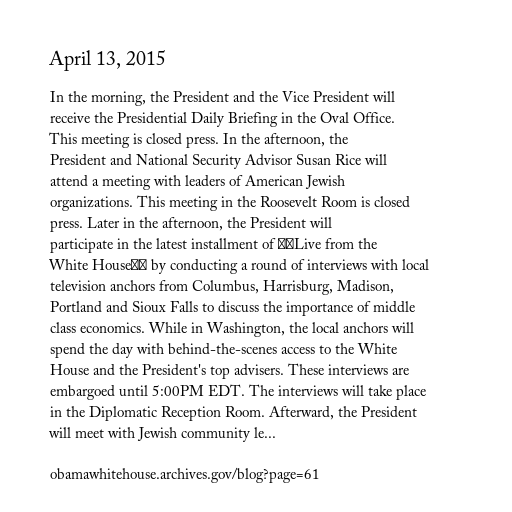 April 13, 2015
In the morning, the President and the Vice President will
receive the Presidential Daily Briefing in the Oval Office.
This meeting is closed press. In the afternoon, the
President and National Security Advisor Susan Rice will
attend a meeting with leaders of American Jewish
organizations. This meeting in the Roosevelt Room is closed
press. Later in the afternoon, the President will
participate in the latest installment of Live from the
White House by conducting a round of interviews with local
television anchors from Columbus, Harrisburg, Madison,
Portland and Sioux Falls to discuss the importance of middle
class economics. While in Washington, the local anchors will
spend the day with behind-the-scenes access to the White
House and the President's top advisers. These interviews are
embargoed until 5:00PM EDT. The interviews will take place
in the Diplomatic Reception Room. Afterward, the President
will meet with Jewish community le...
obamawhitehouse.archives.gov/blog?page=61